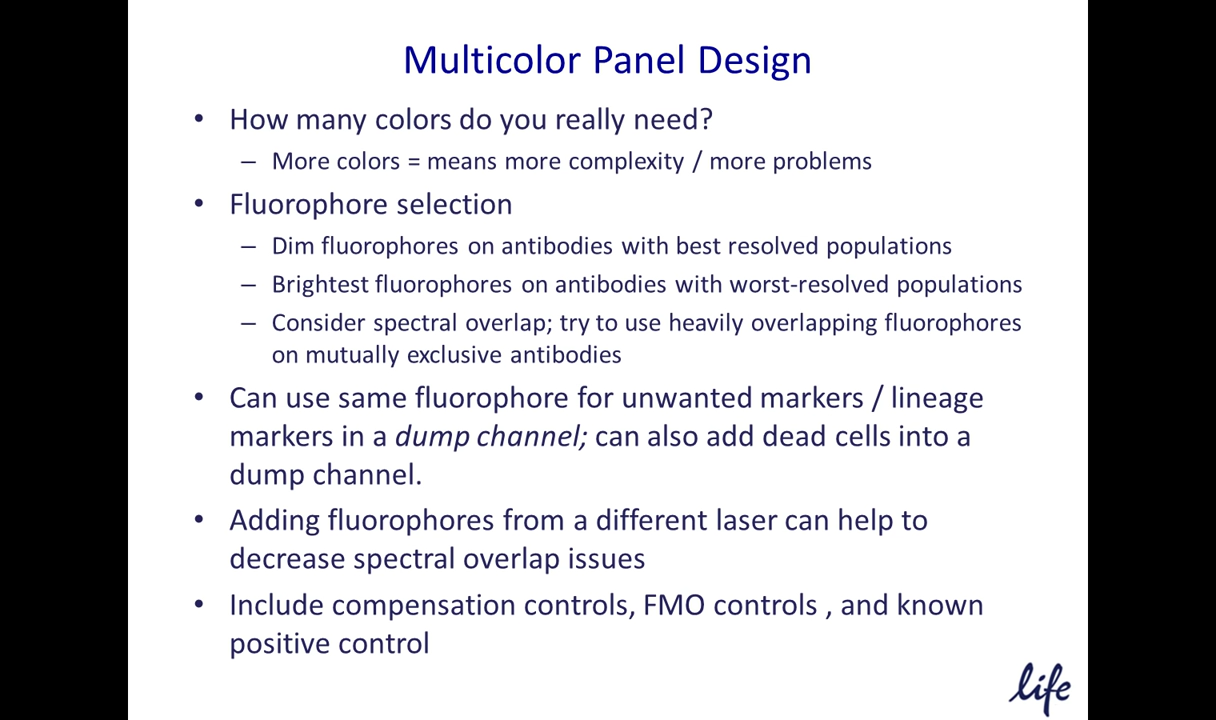 Multicolor Panel Design
• How many colors do you really need?
– More colors = means more complexity / more problems
• Fluorophore selection
– Dim fluorophores on antibodies with best resolved populations
– Brightest fluorophores on antibodies with worst-resolved populations
– Consider spectral overlap; try to use heavily overlapping fluorophores
on mutually exclusive antibodies
• Can use same fluorophore for unwanted markers / lineage
markers in a dump channel; can also add dead cells into a
dump channel.
• Adding fluorophores from a different laser can help to
decrease spectral overlap issues
• Include compensation controls, FMO controls , and known
positive control
life